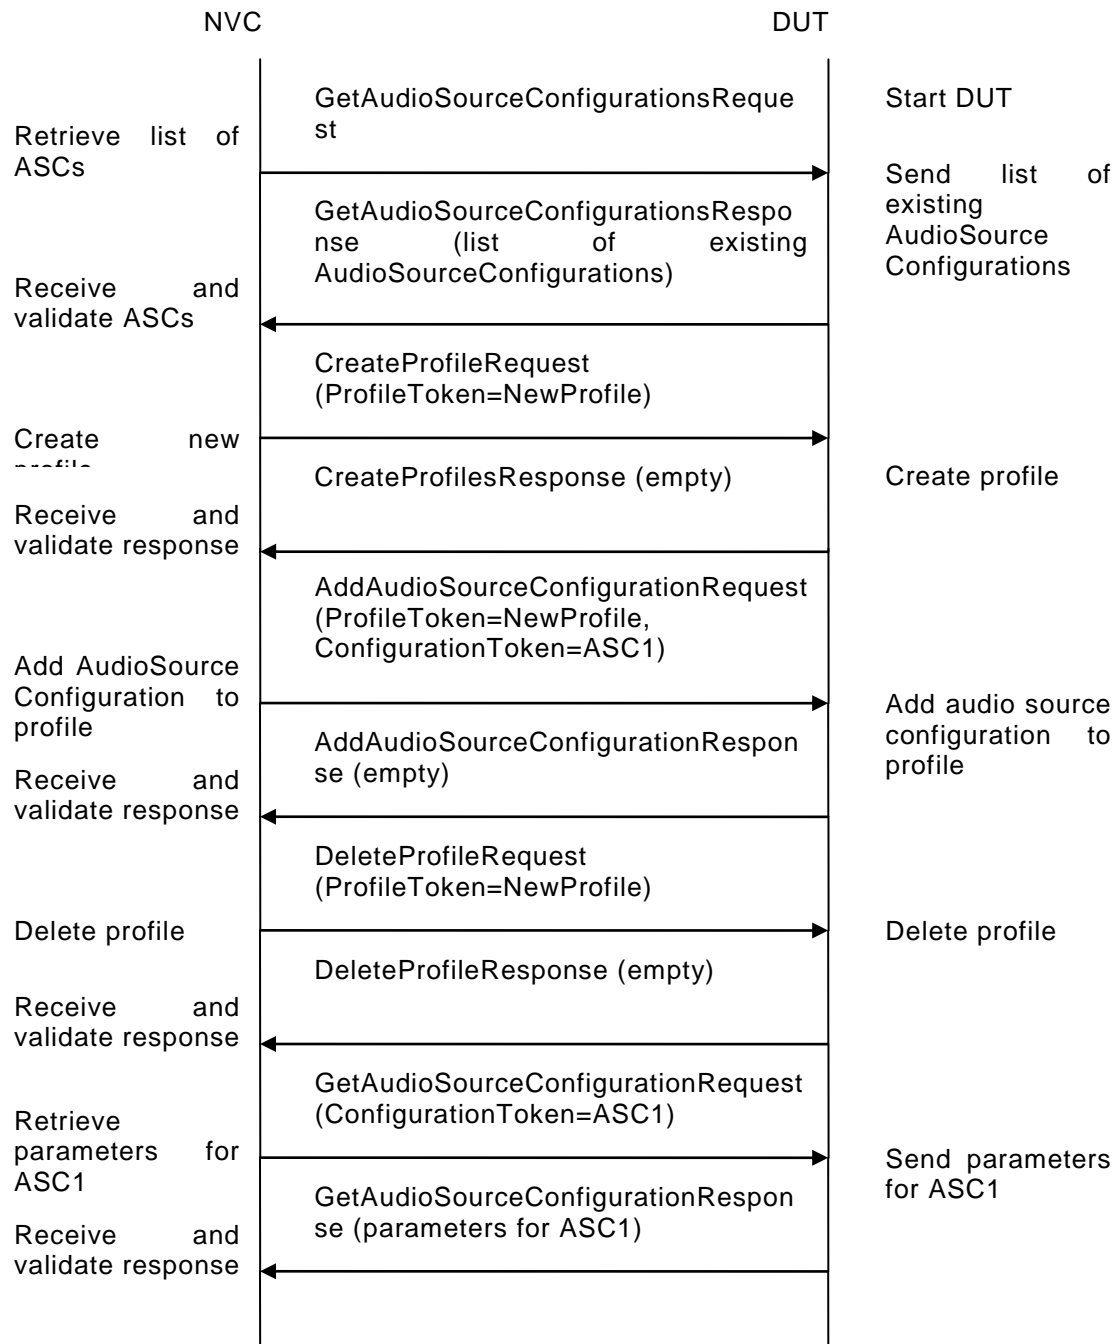 NVC
DUT
GetAudioSourceConfigurationsReque
st
Start DUT
Retrieve list of
ASCs
Send list of
existing
AudioSource
Configurations
GetAudioSourceConfigurationsRespo
nse (list of existing
AudioSourceConfigurations)
Receive and
validate ASCs
CreateProfileRequest
(ProfileToken=NewProfile)
Create new
profile
CreateProfilesResponse (empty)
Create profile
Receive and
validate response
AddAudioSourceConfigurationRequest
(ProfileToken=NewProfile,
ConfigurationToken=ASC1)
Add AudioSource
Configuration to
profile
Add audio source
configuration to
profile
AddAudioSourceConfigurationRespon
se (empty)
Receive and
validate response
DeleteProfileRequest
(ProfileToken=NewProfile)
Delete profile
Delete profile
DeleteProfileResponse (empty)
Receive and
validate response
GetAudioSourceConfigurationRequest
(ConfigurationToken=ASC1)
Retrieve
parameters for
ASC1
Send parameters
for ASC1
GetAudioSourceConfigurationRespon
se (parameters for ASC1)
Receive and
validate response